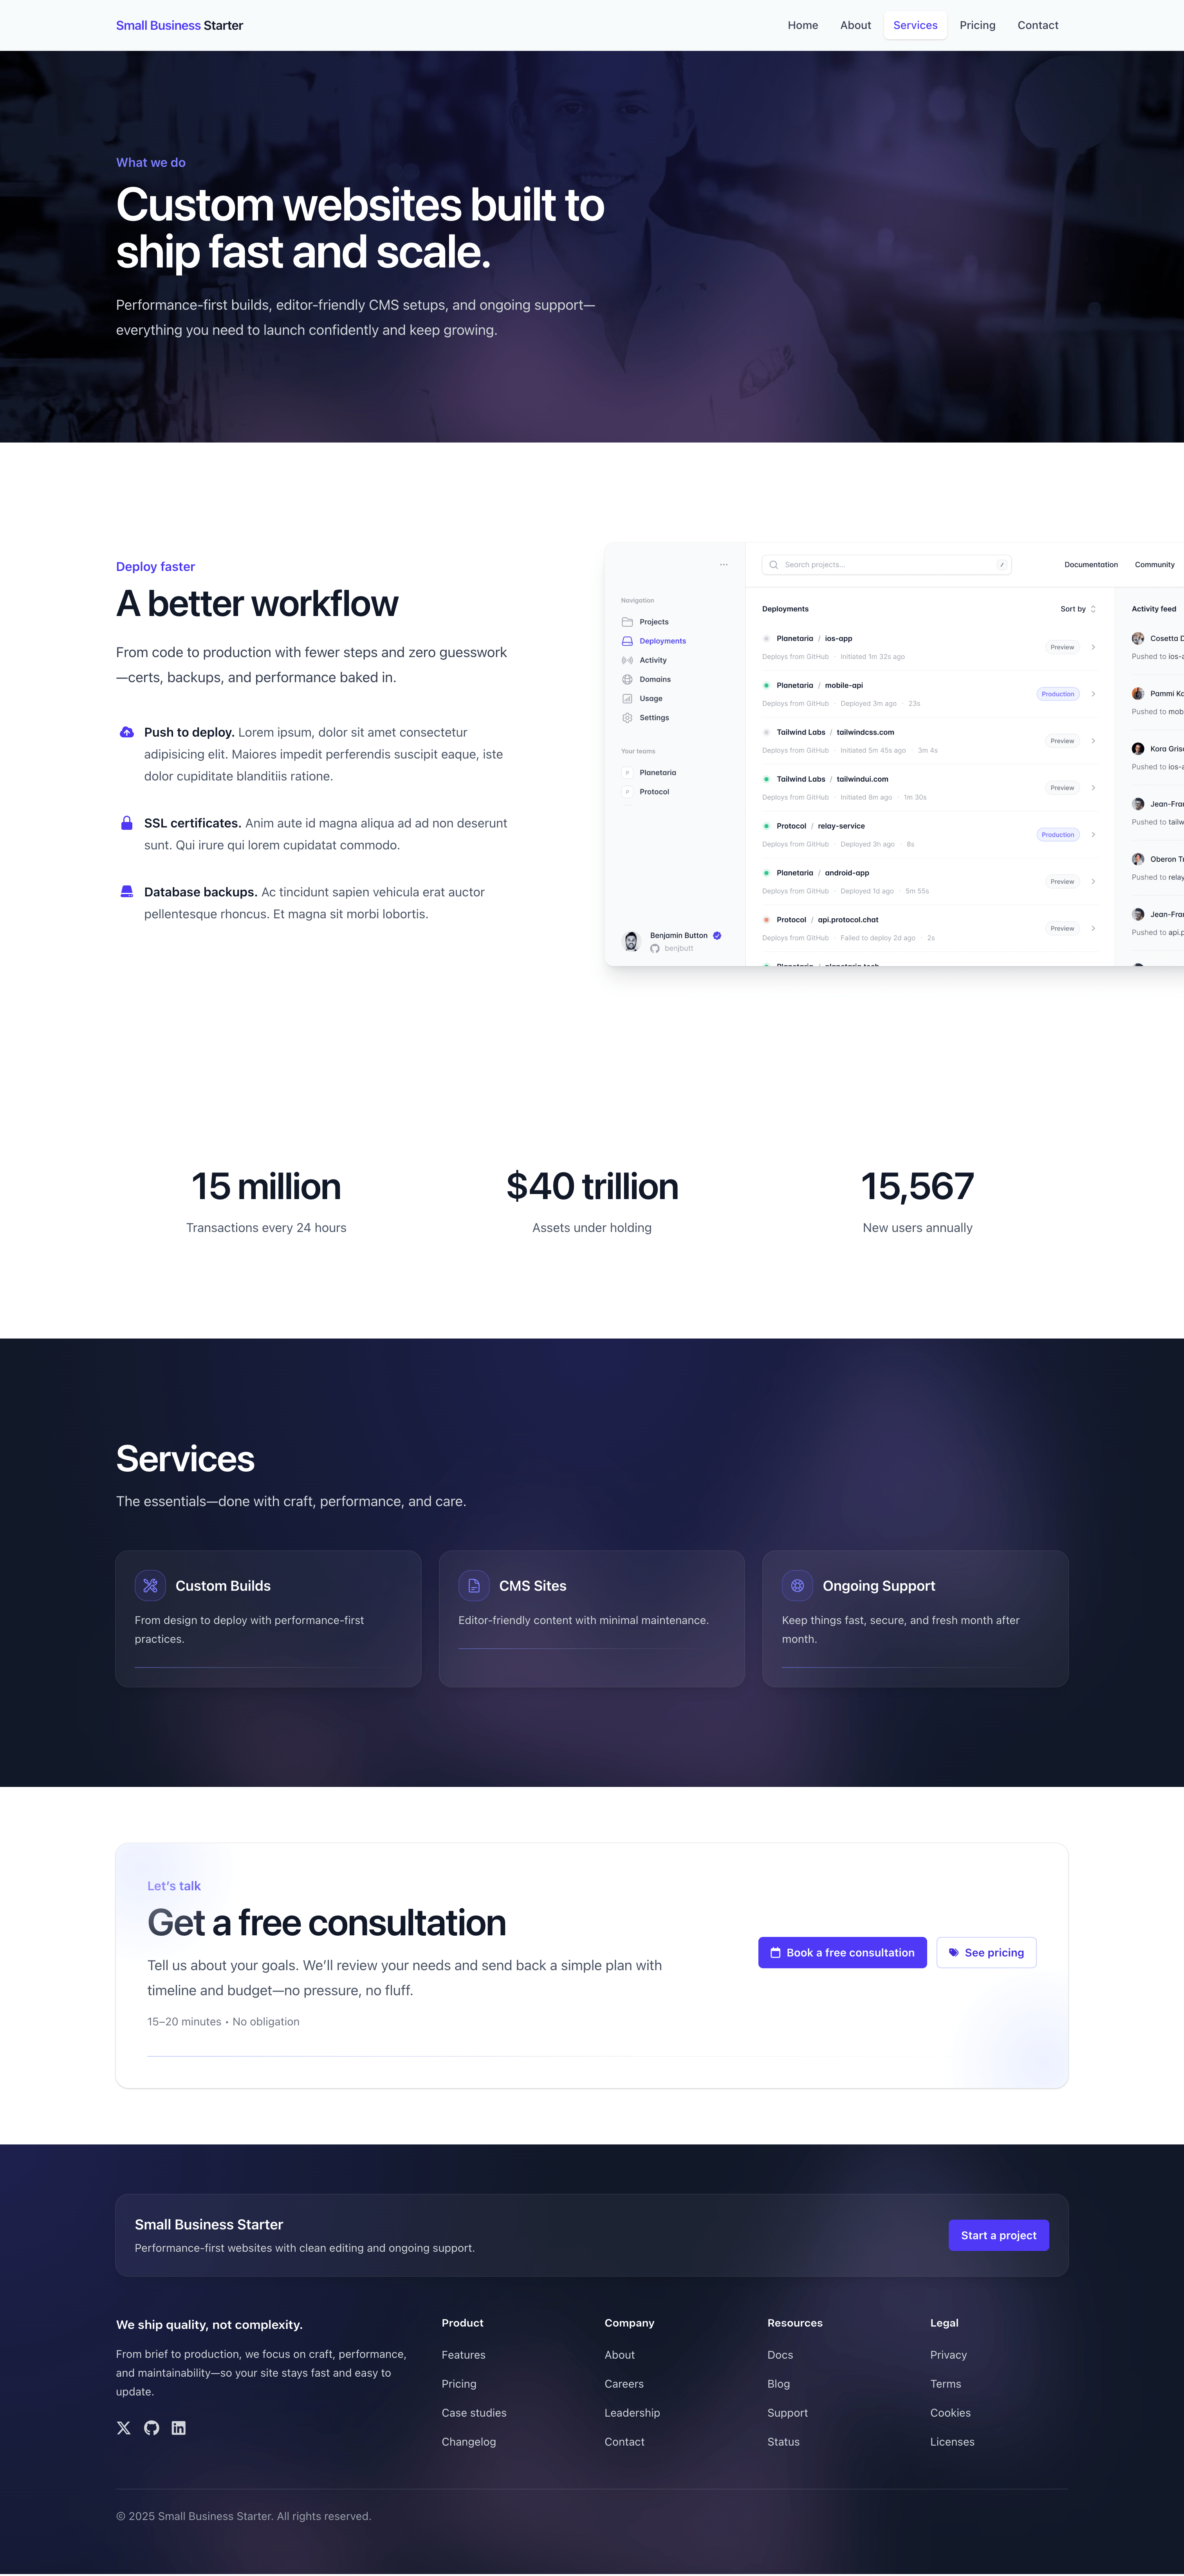 Small Business Starter
Home
About
Services
Pricing
Contact
What we do
Custom websites built to
ship fast and scale.
Performance-first builds, editor-friendly CMS setups, and ongoing support—
everything you need to launch confidently and keep growing.
Deploy faster
A better workflow
From code to production with fewer steps and zero guesswork
—certs, backups, and performance baked in.
Push to deploy. Lorem ipsum, dolor sit amet consectetur
adipisicing elit. Maiores impedit perferendis suscipit eaque, iste
dolor cupiditate blanditiis ratione.
SSL certificates. Anim aute id magna aliqua ad ad non deserunt
sunt. Qui irure qui lorem cupidatat commodo.
Database backups. Ac tincidunt sapien vehicula erat auctor
pellentesque rhoncus. Et magna sit morbi lobortis.
Navigation
Projects
Deployments
Activity
Domains
Usage
Settings
Your teams
P Planetaria
P Protocol
Benjamin Button
benjbutt
Search projects...
/
Documentation
Community
Deployments
Sort by
Planetaria / ios-app
Deploys from GitHub · Initiated 1m 32s ago
Preview
Planetaria / mobile-api
Deploys from GitHub · Deployed 3m ago · 23s
Production
Tailwind Labs / tailwindcss.com
Deploys from GitHub · Initiated 5m 45s ago · 3m 4s
Preview
Tailwind Labs / tailwindui.com
Deploys from GitHub · Initiated 8m ago · 1m 30s
Preview
Protocol / relay-service
Deploys from GitHub · Deployed 3h ago · 8s
Production
Planetaria / android-app
Deploys from GitHub · Deployed 1d ago · 5m 55s
Preview
Protocol / api.protocol.chat
Deploys from GitHub · Failed to deploy 2d ago · 2s
Preview
Activity feed
Cosetta D
Pushed to ios-a
Pammi Ko
Pushed to mob
Kora Gris
Pushed to ios-a
Jean-Fra
Pushed to tailw
Oberon Tr
Pushed to relay
Jean-Fra
Pushed to api.p
15 million
Transactions every 24 hours
$40 trillion
Assets under holding
15,567
New users annually
Services
The essentials—done with craft, performance, and care.
Custom Builds
From design to deploy with performance-first
practices.
CMS Sites
Editor-friendly content with minimal maintenance.
Ongoing Support
Keep things fast, secure, and fresh month after
month.
Let’s talk
Get a free consultation
Tell us about your goals. We’ll review your needs and send back a simple plan with
timeline and budget—no pressure, no fluff.
15–20 minutes • No obligation
Book a free consultation
See pricing
Small Business Starter
Performance-first websites with clean editing and ongoing support.
Start a project
We ship quality, not complexity.
From brief to production, we focus on craft, performance,
and maintainability—so your site stays fast and easy to
update.
Product
Features
Pricing
Case studies
Changelog
Company
About
Careers
Leadership
Contact
Resources
Docs
Blog
Support
Status
Legal
Privacy
Terms
Cookies
Licenses
© 2025 Small Business Starter. All rights reserved.